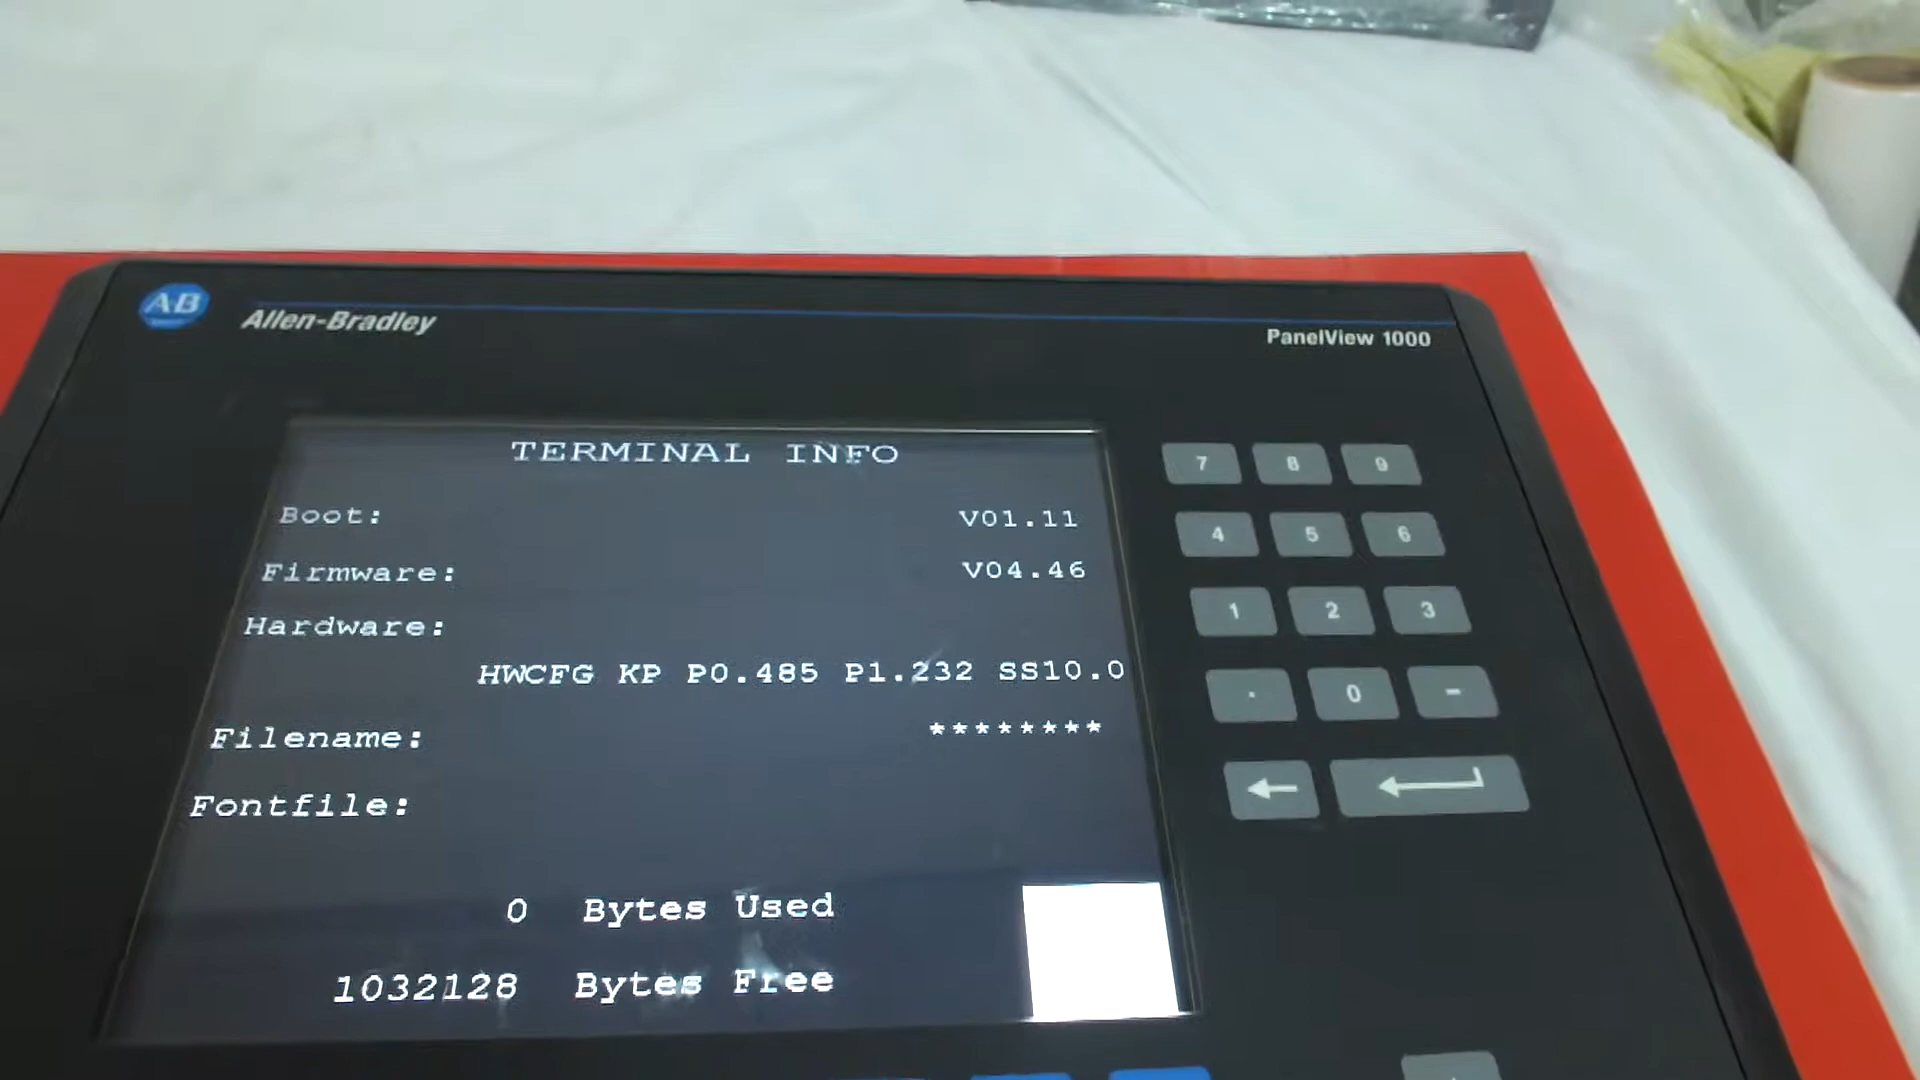 AB
Allen-Bradley
PanelView 1000
TERMINAL INFO
Boot: V01.11
Firmware: V04.46
Hardware:
HWCFG KP P0.485 P1.232 SS10.0
Filename: ********
Fontfile:
0 Bytes Used
1032128 Bytes Free
7 8 9
4 5 6
1 2 3
. 0 -